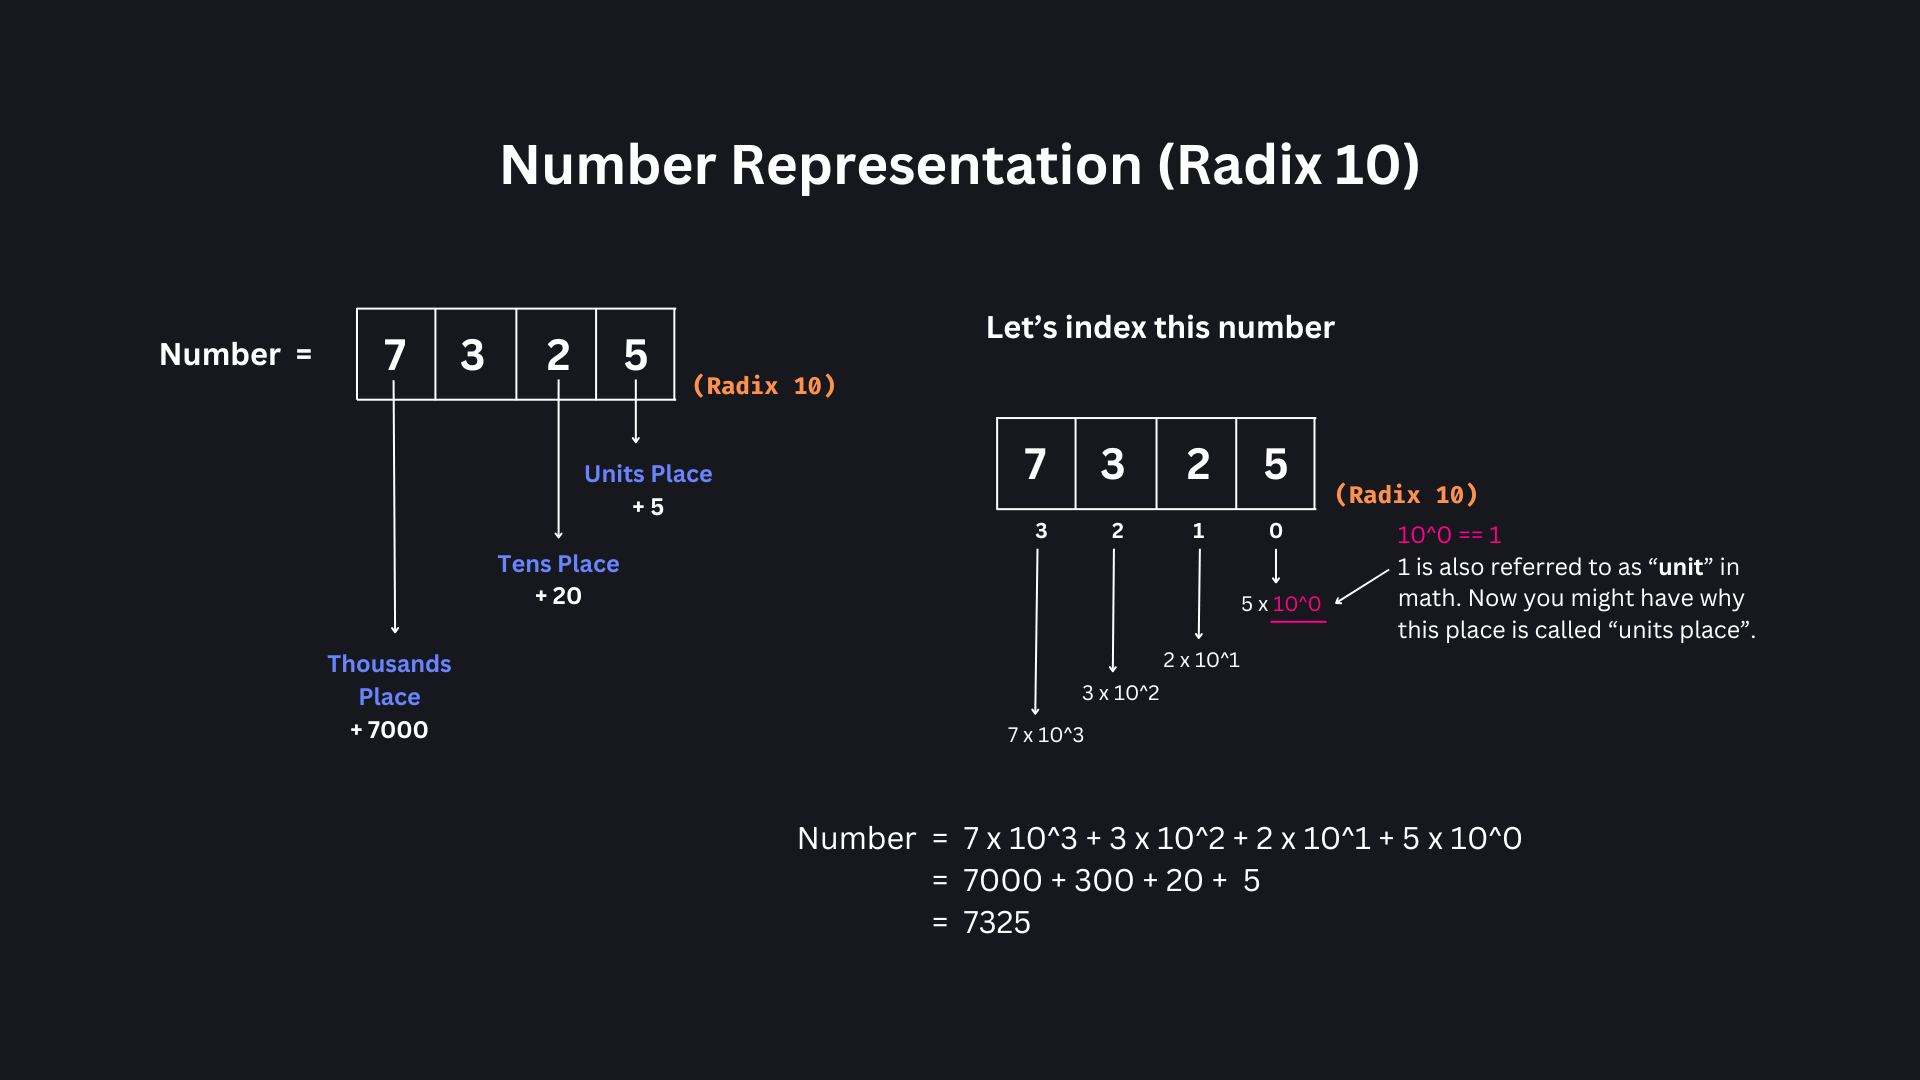 Number Representation (Radix 10)
Number =
7 3 2 5
(Radix 10)
Units Place
+ 5
Tens Place
+ 20
Thousands
Place
+ 7000
Let’s index this number
7 3 2 5
(Radix 10)
3 2 1 0
10^0 == 1
1 is also referred to as “unit” in
math. Now you might have why
this place is called “units place”.
5 x 10^0
2 x 10^1
3 x 10^2
7 x 10^3
Number = 7 x 10^3 + 3 x 10^2 + 2 x 10^1 + 5 x 10^0
= 7000 + 300 + 20 + 5
= 7325